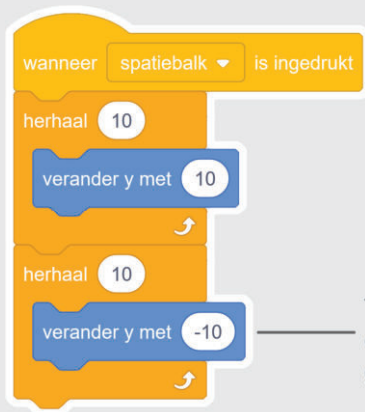 wanneer spatiebalk is ingedrukt
herhaal 10
verander y met 10
herhaal 10
verander y met -10